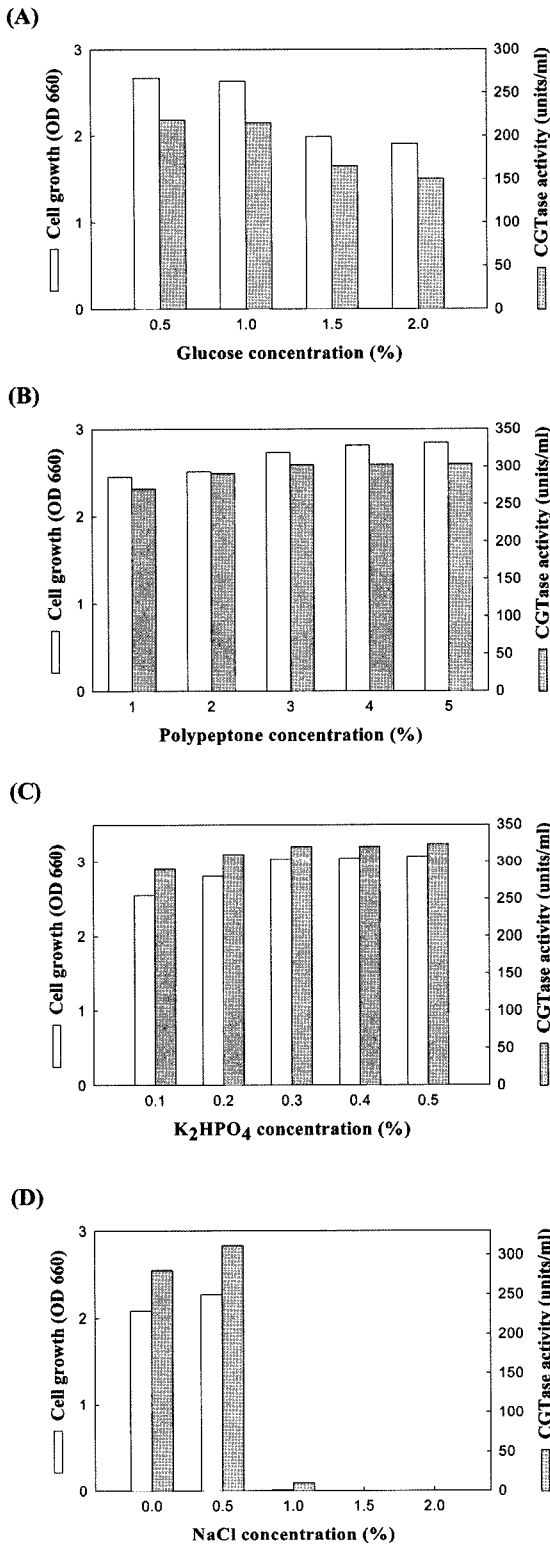 (A)
Cell growth (OD 660)
3
2
1
0
300
250
200
150
100
50
0
CGTase activity (units/ml)
0.5 1.0 1.5 2.0
Glucose concentration (%)
(B)
Cell growth (OD 660)
3
2
1
0
350
300
250
200
150
100
50
0
CGTase activity (units/ml)
1 2 3 4 5
Polypeptone concentration (%)
(C)
Cell growth (OD 660)
3
2
1
0
350
300
250
200
150
100
50
0
CGTase activity (units/ml)
0.1 0.2 0.3 0.4 0.5
K2HPO4 concentration (%)
(D)
Cell growth (OD 660)
3
2
1
0
300
250
200
150
100
50
0
CGTase activity (units/ml)
0.0 0.5 1.0 1.5 2.0
NaCl concentration (%)